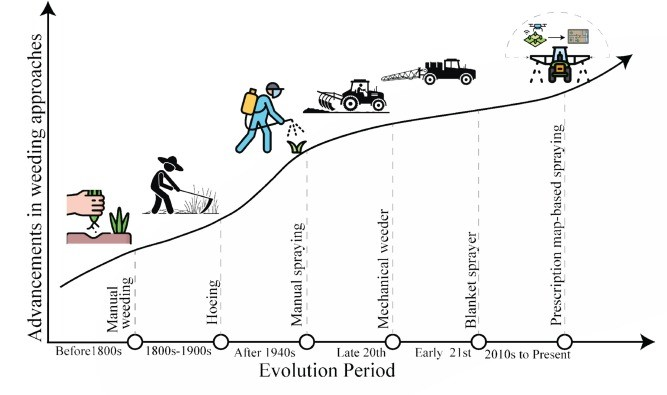 Advancements in weeding approaches
Manual
weeding
Hoeing
Manual spraying
Mechanical weeder
Blanket sprayer
Prescription map-based spraying
Before1800s
1800s-1900s
After 1940s
Late 20th
Early 21st
2010s to Present
Evolution Period